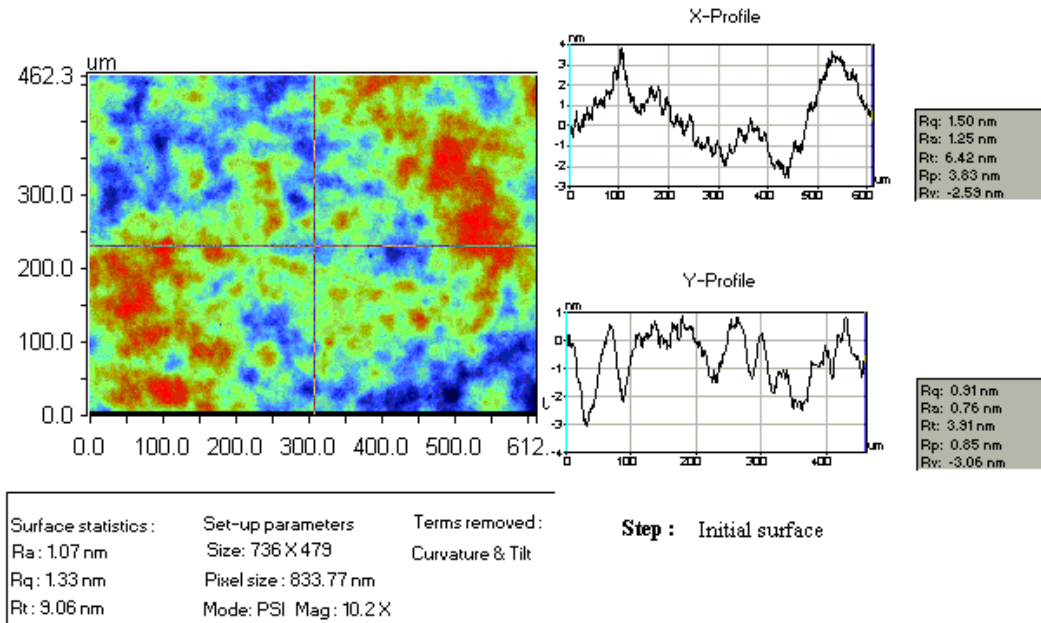 X-Profile
um
462.3
300.0
200.0
100.0
0.0
0.0 100.0 200.0 300.0 400.0 500.0 612.
nm
4
3
2
1
0
-1
-2
-3
0 100 200 300 400 500 600 um
Rq: 1.50 nm
Ra: 1.25 nm
Rt: 6.42 nm
Rp: 3.83 nm
Rv: -2.59 nm
Y-Profile
nm
1
0
-1
-2
-3
-4
0 100 200 300 400 um
Rq: 0.91 nm
Ra: 0.76 nm
Rt: 3.91 nm
Rp: 0.85 nm
Rv: -3.06 nm
Surface statistics :
Ra : 1.07 nm
Rq : 1.33 nm
Rt : 9.06 nm
Set-up parameters
Size: 736 X 479
Pixel size : 833.77 nm
Mode: PSI Mag : 10.2 X
Terms removed :
Curvature & Tilt
Step : Initial surface